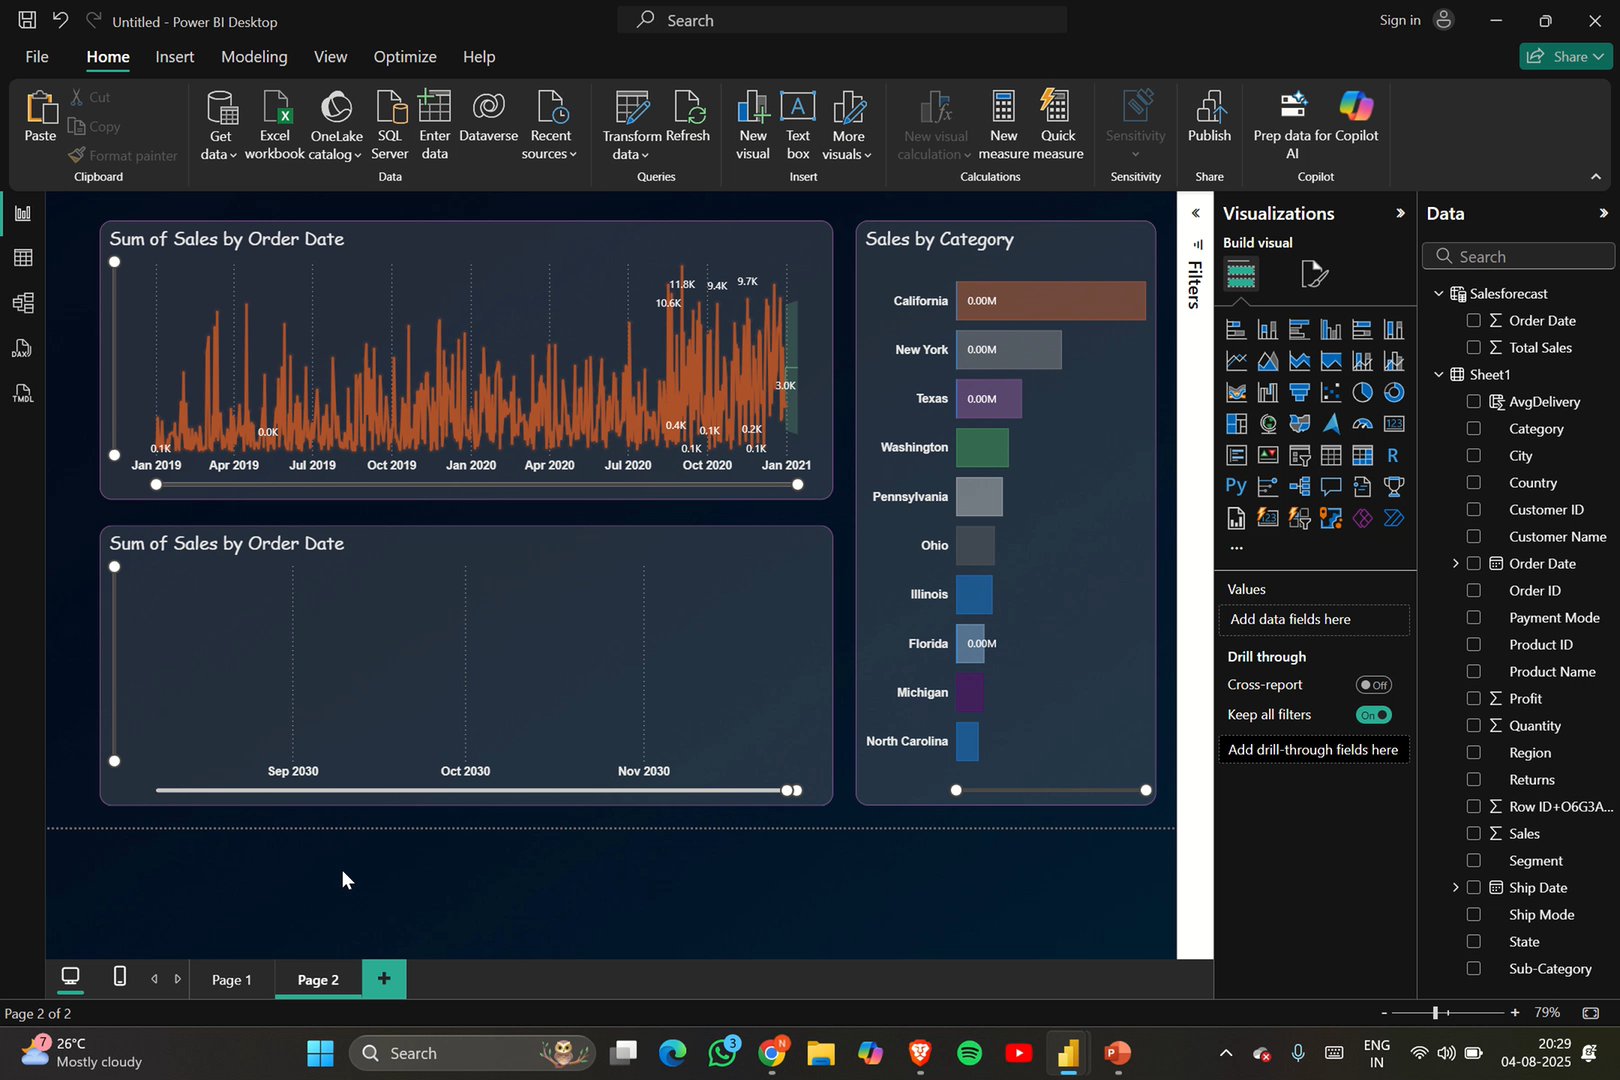 Untitled - Power BI Desktop
Search
Sign in
File
Home
Insert
Modeling
View
Optimize
Help
Share
Paste
Cut
Copy
Format painter
Clipboard
Get data
Excel workbook
OneLake catalog
SQL Server
Enter data
Dataverse
Recent sources
Data
Transform data
Refresh
Queries
New visual
Text box
More visuals
Insert
New visual calculation
New measure
Quick measure
Calculations
Sensitivity
Sensitivity
Publish
Share
Prep data for AI
Copilot
Copilot
DAX
TMDL
Sum of Sales by Order Date
11.8K
9.4K
9.7K
10.6K
3.0K
0.4K
0.1K
0.2K
0.0K
0.1K
0.1K
0.1K
Jan 2019
Apr 2019
Jul 2019
Oct 2019
Jan 2020
Apr 2020
Jul 2020
Oct 2020
Jan 2021
Sum of Sales by Order Date
Sep 2030
Oct 2030
Nov 2030
Sales by Category
California 0.00M
New York 0.00M
Texas 0.00M
Washington
Pennsylvania
Ohio
Illinois
Florida 0.00M
Michigan
North Carolina
Filters
Visualizations
Build visual
123
R
Py
123
...
Values
Add data fields here
Drill through
Cross-report Off
Keep all filters On
Add drill-through fields here
Data
Search
Salesforecast
Order Date
Total Sales
Sheet1
AvgDelivery
Category
City
Country
Customer ID
Customer Name
Order Date
Order ID
Payment Mode
Product ID
Product Name
Profit
Quantity
Region
Returns
Row ID+O6G3A...
Sales
Segment
Ship Date
Ship Mode
State
Sub-Category
Page 1
Page 2
+
Page 2 of 2
- + 79%
7
26°C
Mostly cloudy
Search
3
N
P
ENG
IN
20:29
04-08-2025